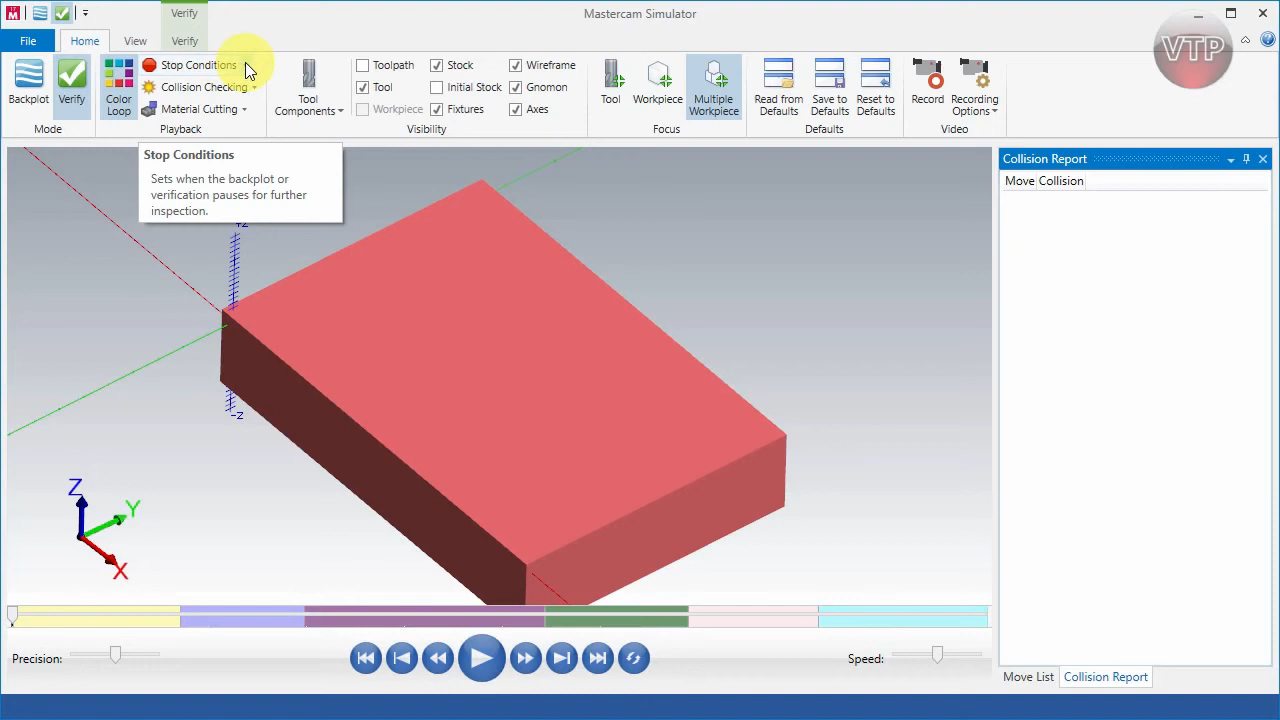 Verify
Mastercam Simulator
File
Home
View
Verify
VTP
Backplot
Verify
Mode
Color
Loop
Stop Conditions
Collision Checking
Material Cutting
Playback
Tool
Components
Toolpath
Tool
Workpiece
Stock
Initial Stock
Fixtures
Wireframe
Gnomon
Axes
Visibility
Tool
Workpiece
Multiple
Workpiece
Focus
Read from
Defaults
Save to
Defaults
Reset to
Defaults
Defaults
Record
Recording
Options
Video
Stop Conditions
Sets when the backplot or
verification pauses for further
inspection.
Collision Report
Move Collision
+Z
-Z
Z
Y
X
Precision:
Speed:
Move List
Collision Report